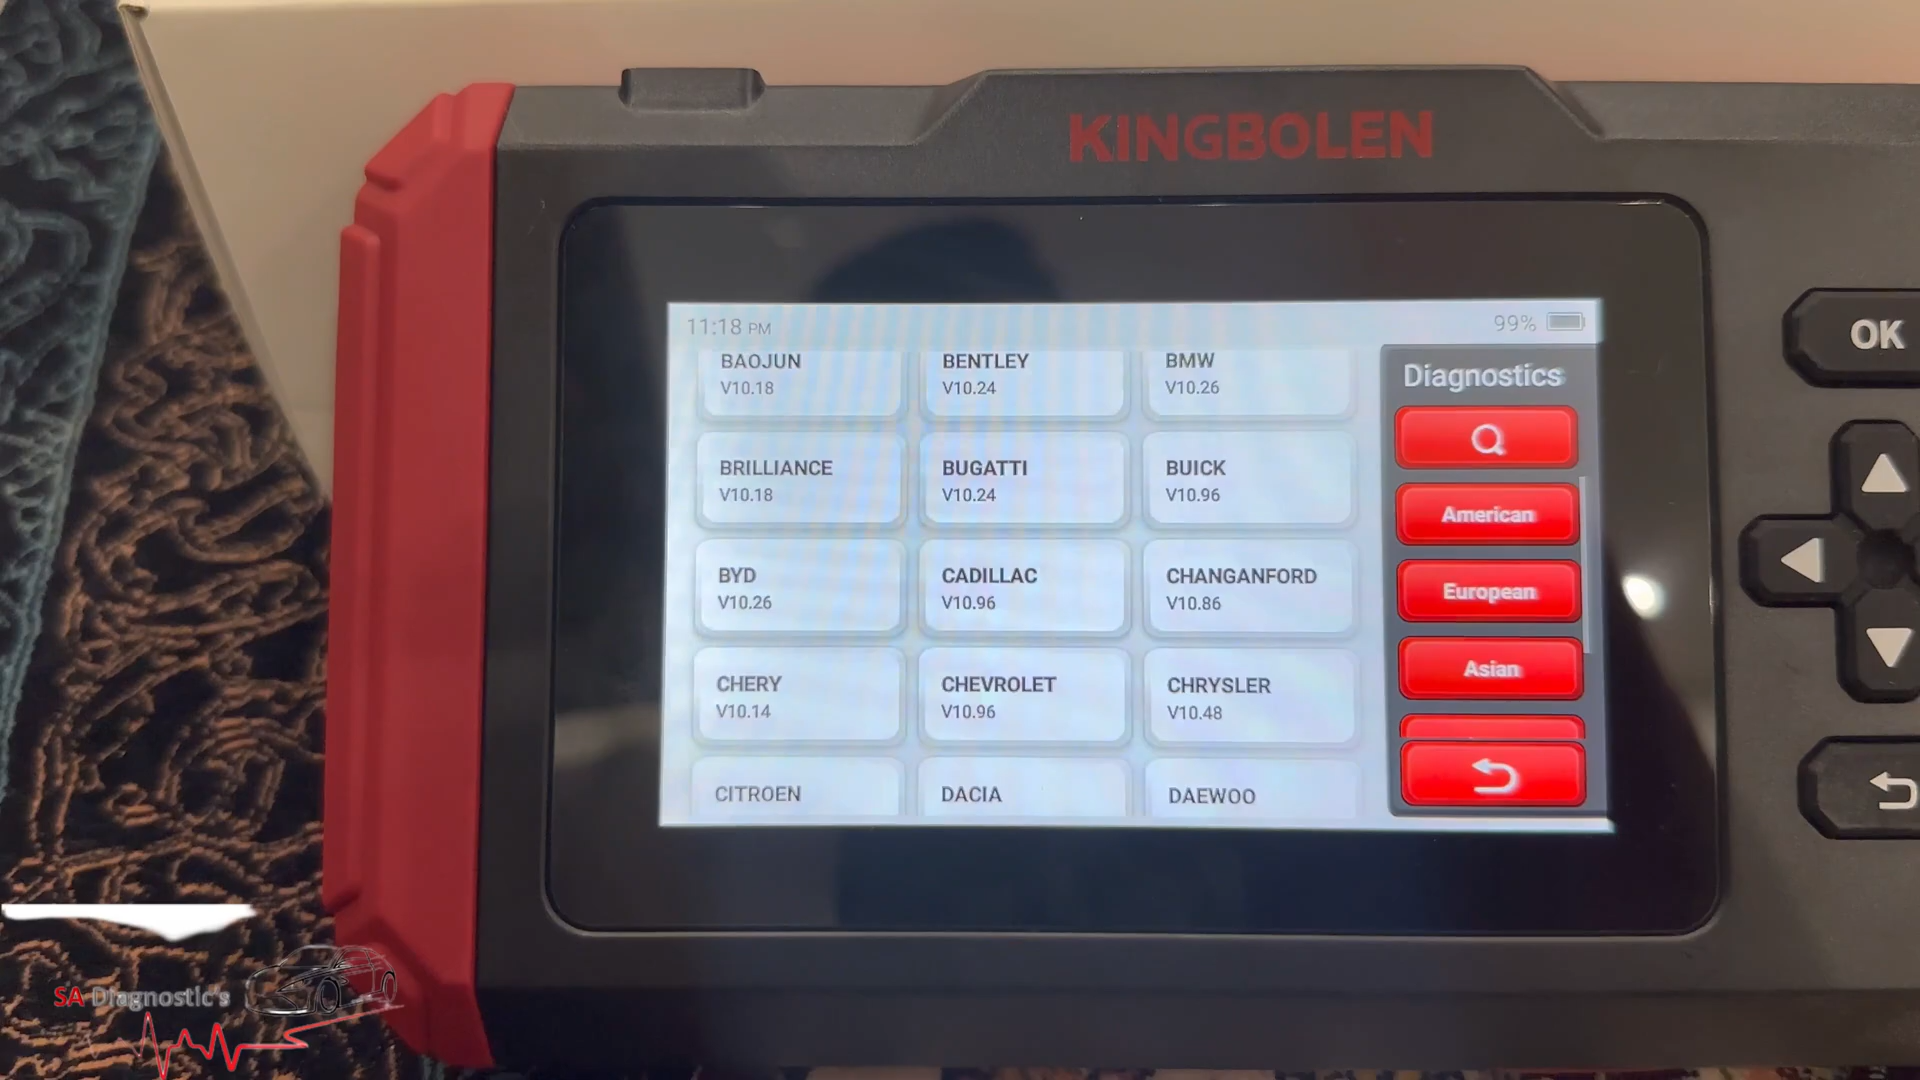 KINGBOLEN
11:18 PM
99%
BAOJUN
V10.18
BENTLEY
V10.24
BMW
V10.26
BRILLIANCE
V10.18
BUGATTI
V10.24
BUICK
V10.96
BYD
V10.26
CADILLAC
V10.96
CHANGANFORD
V10.86
CHERY
V10.14
CHEVROLET
V10.96
CHRYSLER
V10.48
CITROEN
DACIA
DAEWOO
Diagnostics
American
European
Asian
OK
SA Diagnostic's